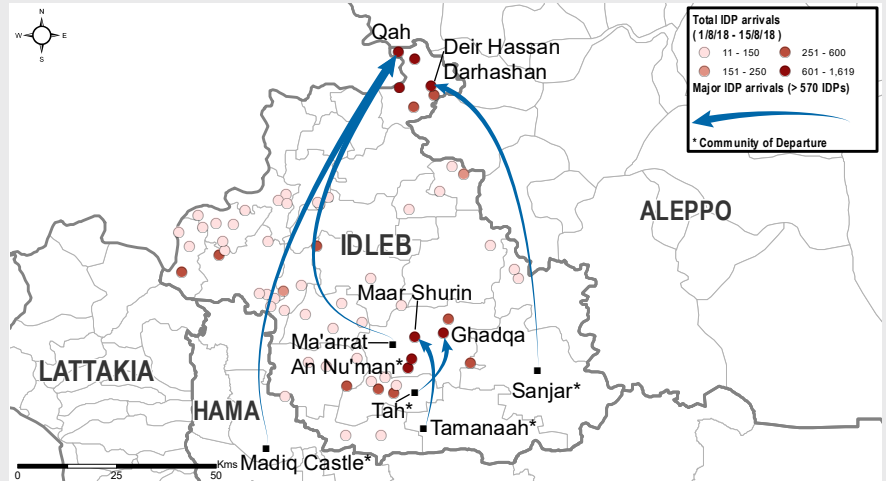 N
W
E
S
Qah
Deir Hassan
Darhashan
Total IDP arrivals
(1/8/18 - 15/8/18 )
11 - 150
251 - 600
151 - 250
601 - 1,619
Major IDP arrivals (> 570 IDPs)
* Community of Departure
ALEPPO
IDLEB
Maar Shurin
Ghadqa
Ma'arrat
An Nu'man*
LATTAKIA
HAMA
Sanjar*
Tah*
Tamanaah*
Madiq Castle*
Kms
0
25
50